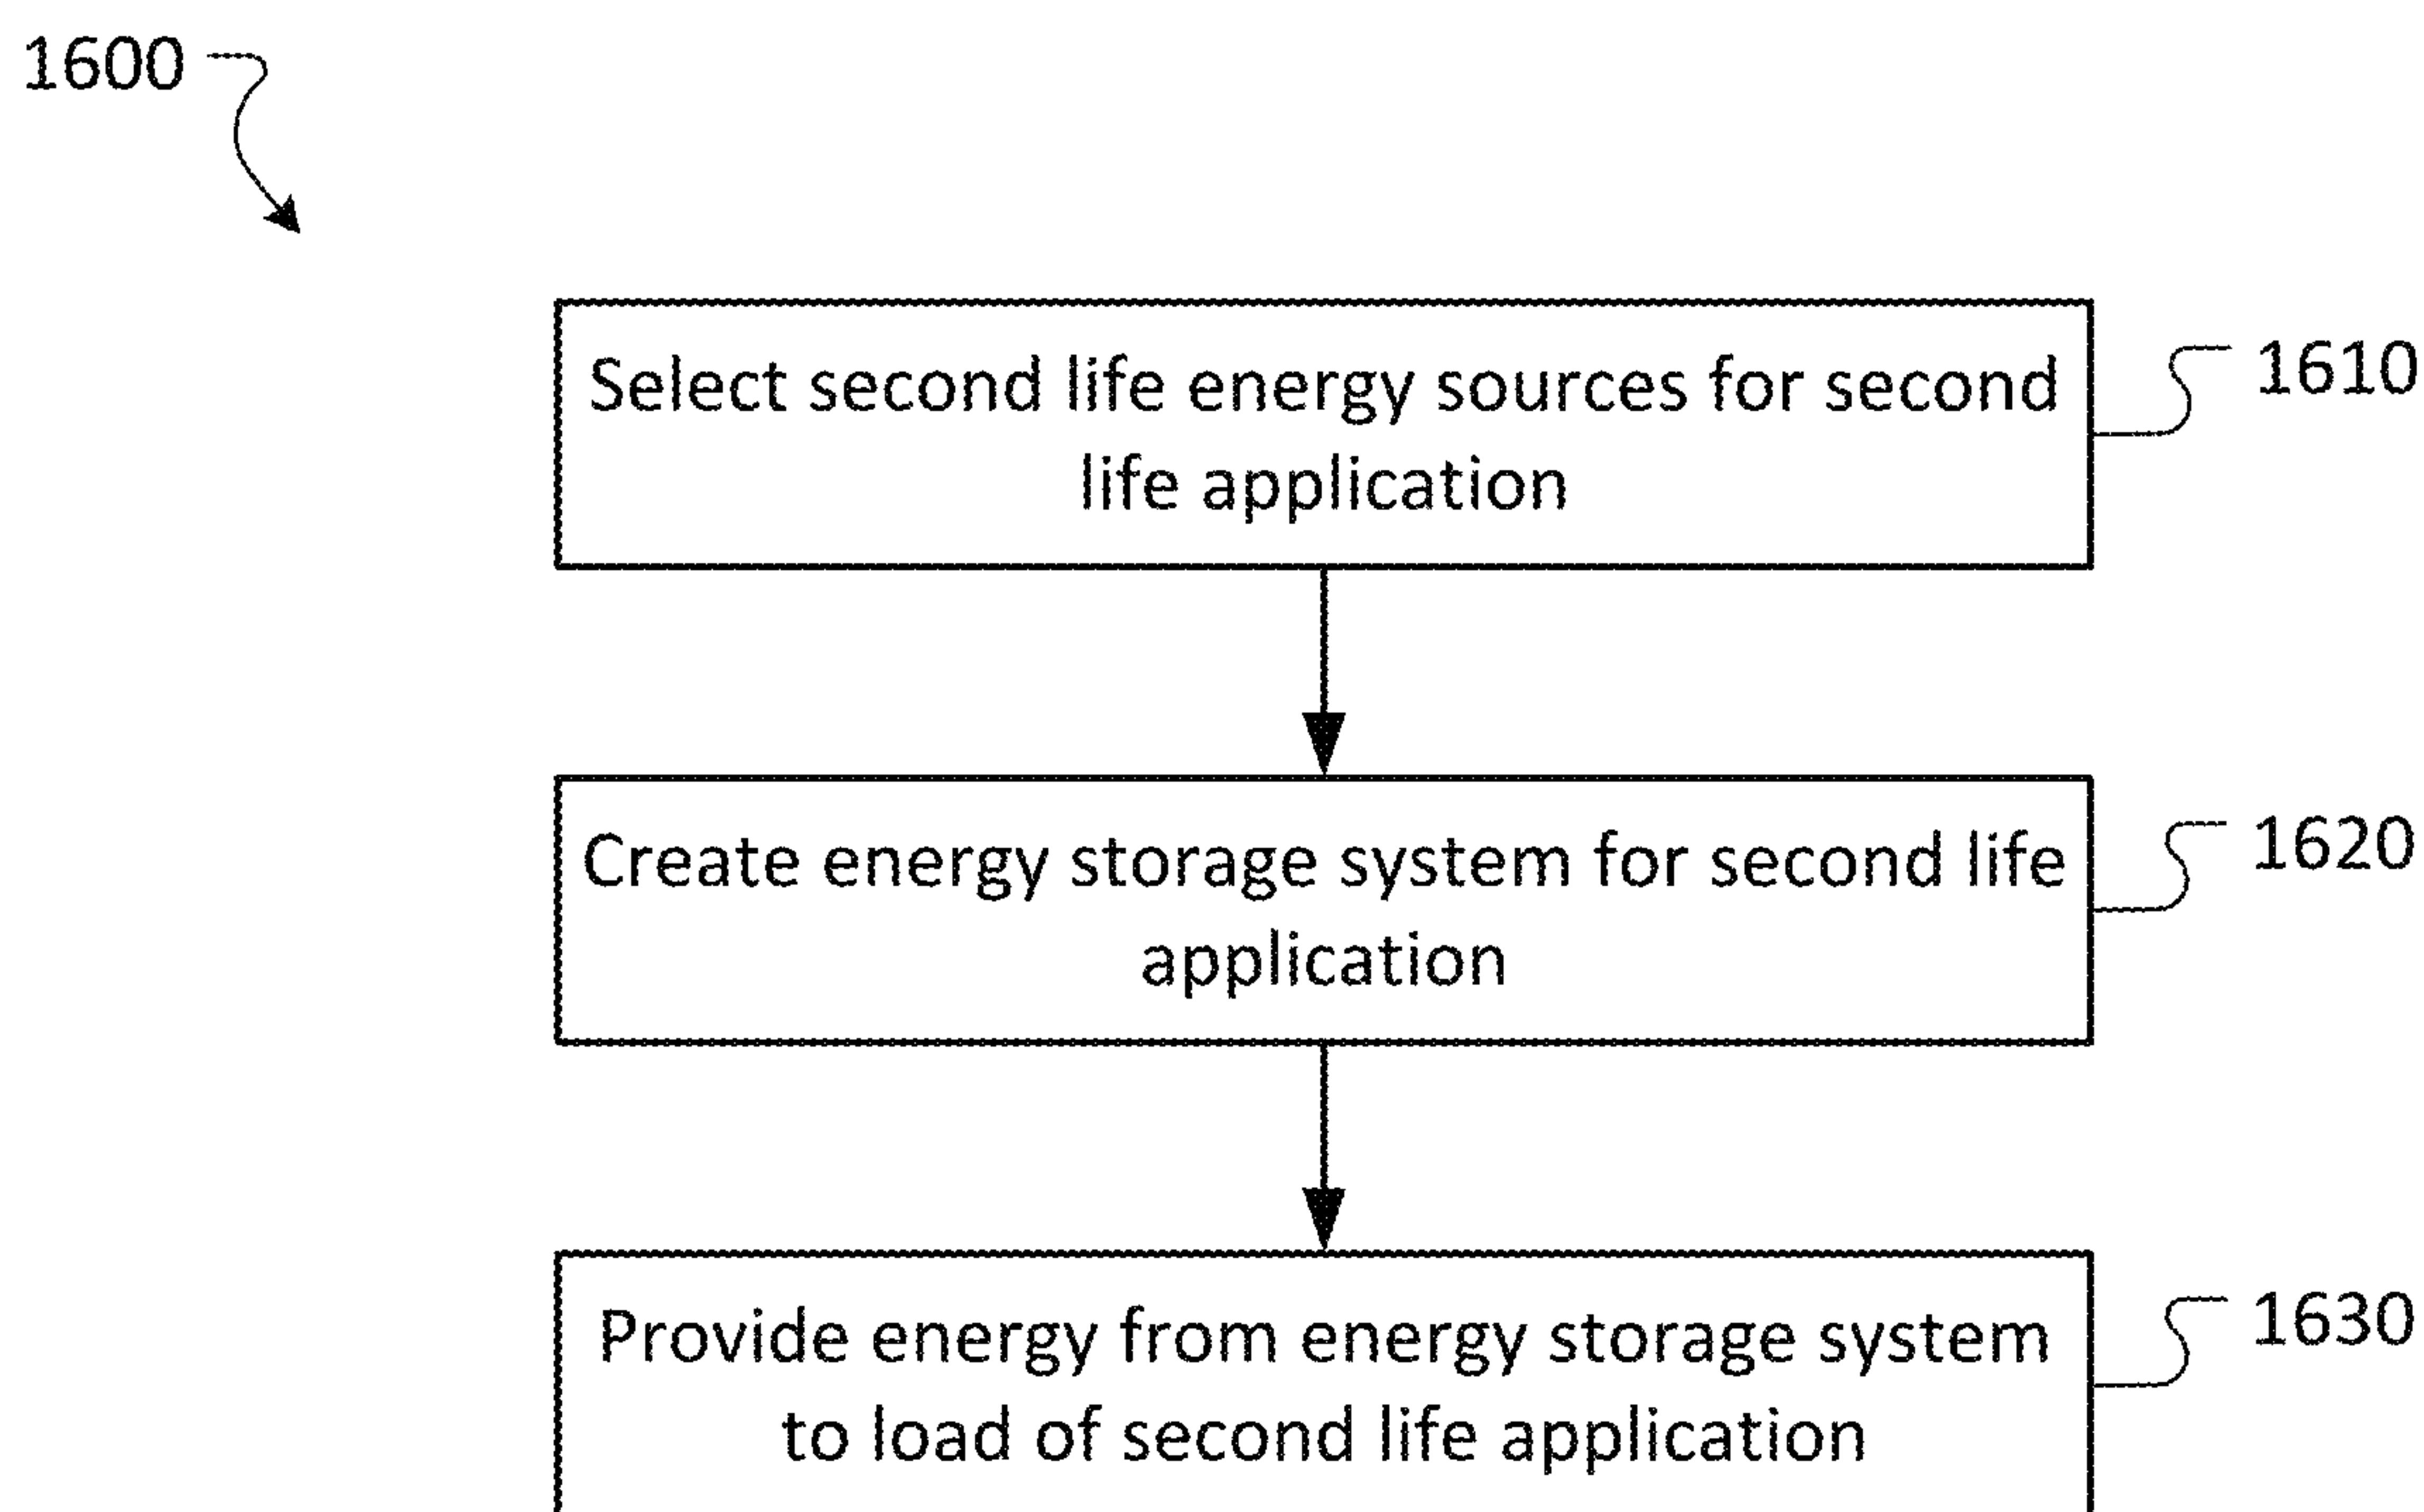 1600
Select second life energy sources for second
life application
1610
Create energy storage system for second life
application
1620
Provide energy from energy storage system
to load of second life application
1630